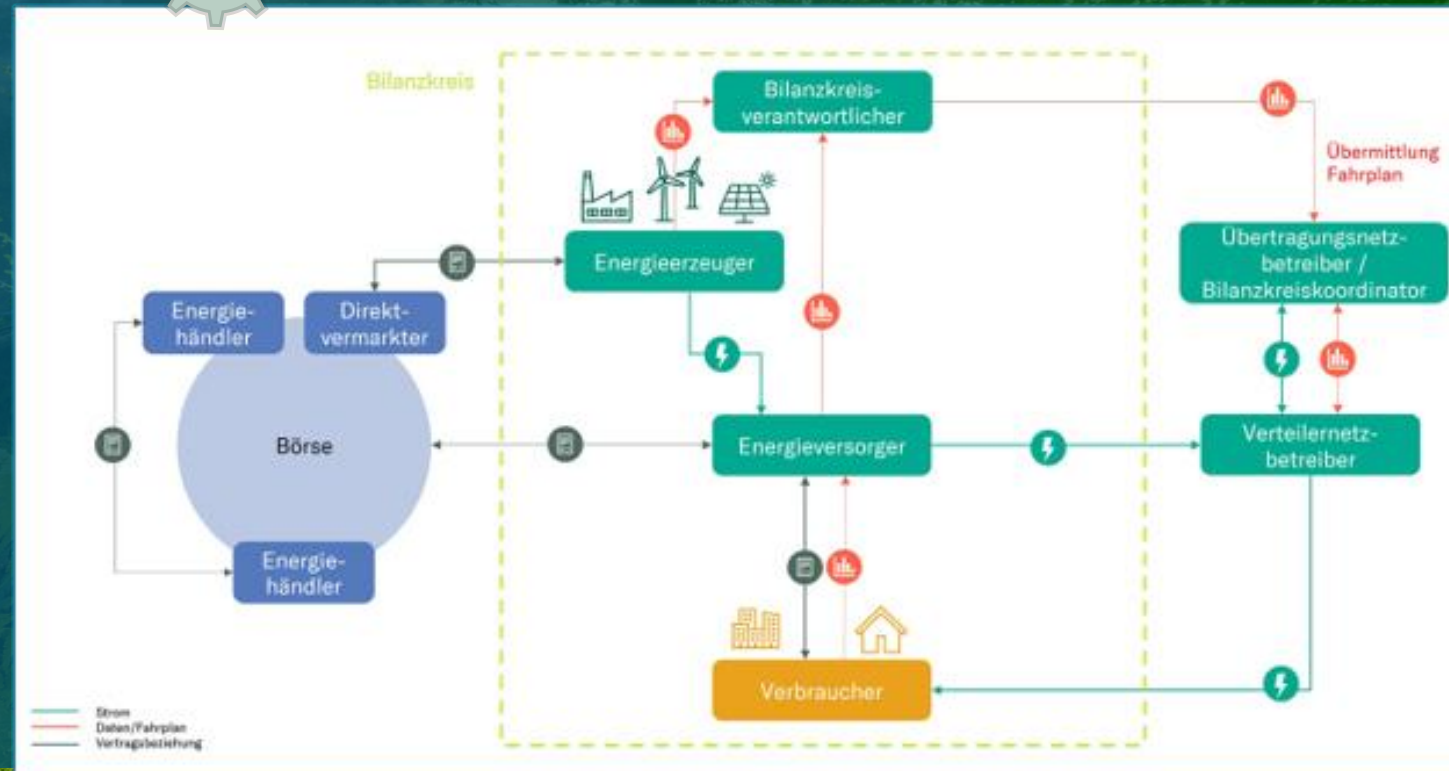 Bilanzkreis
Bilanzkreis-
verantwortlicher
Übermittlung
Fahrplan
Energieerzeuger
Übertragungsnetz-
betreiber /
Bilanzkreiskoordinator
Energie-
händler
Direkt-
vermarkter
Börse
Energieversorger
Verteilernetz-
betreiber
Energie-
händler
Verbraucher
Strom
Daten/Fahrplan
Vertragsbeziehung